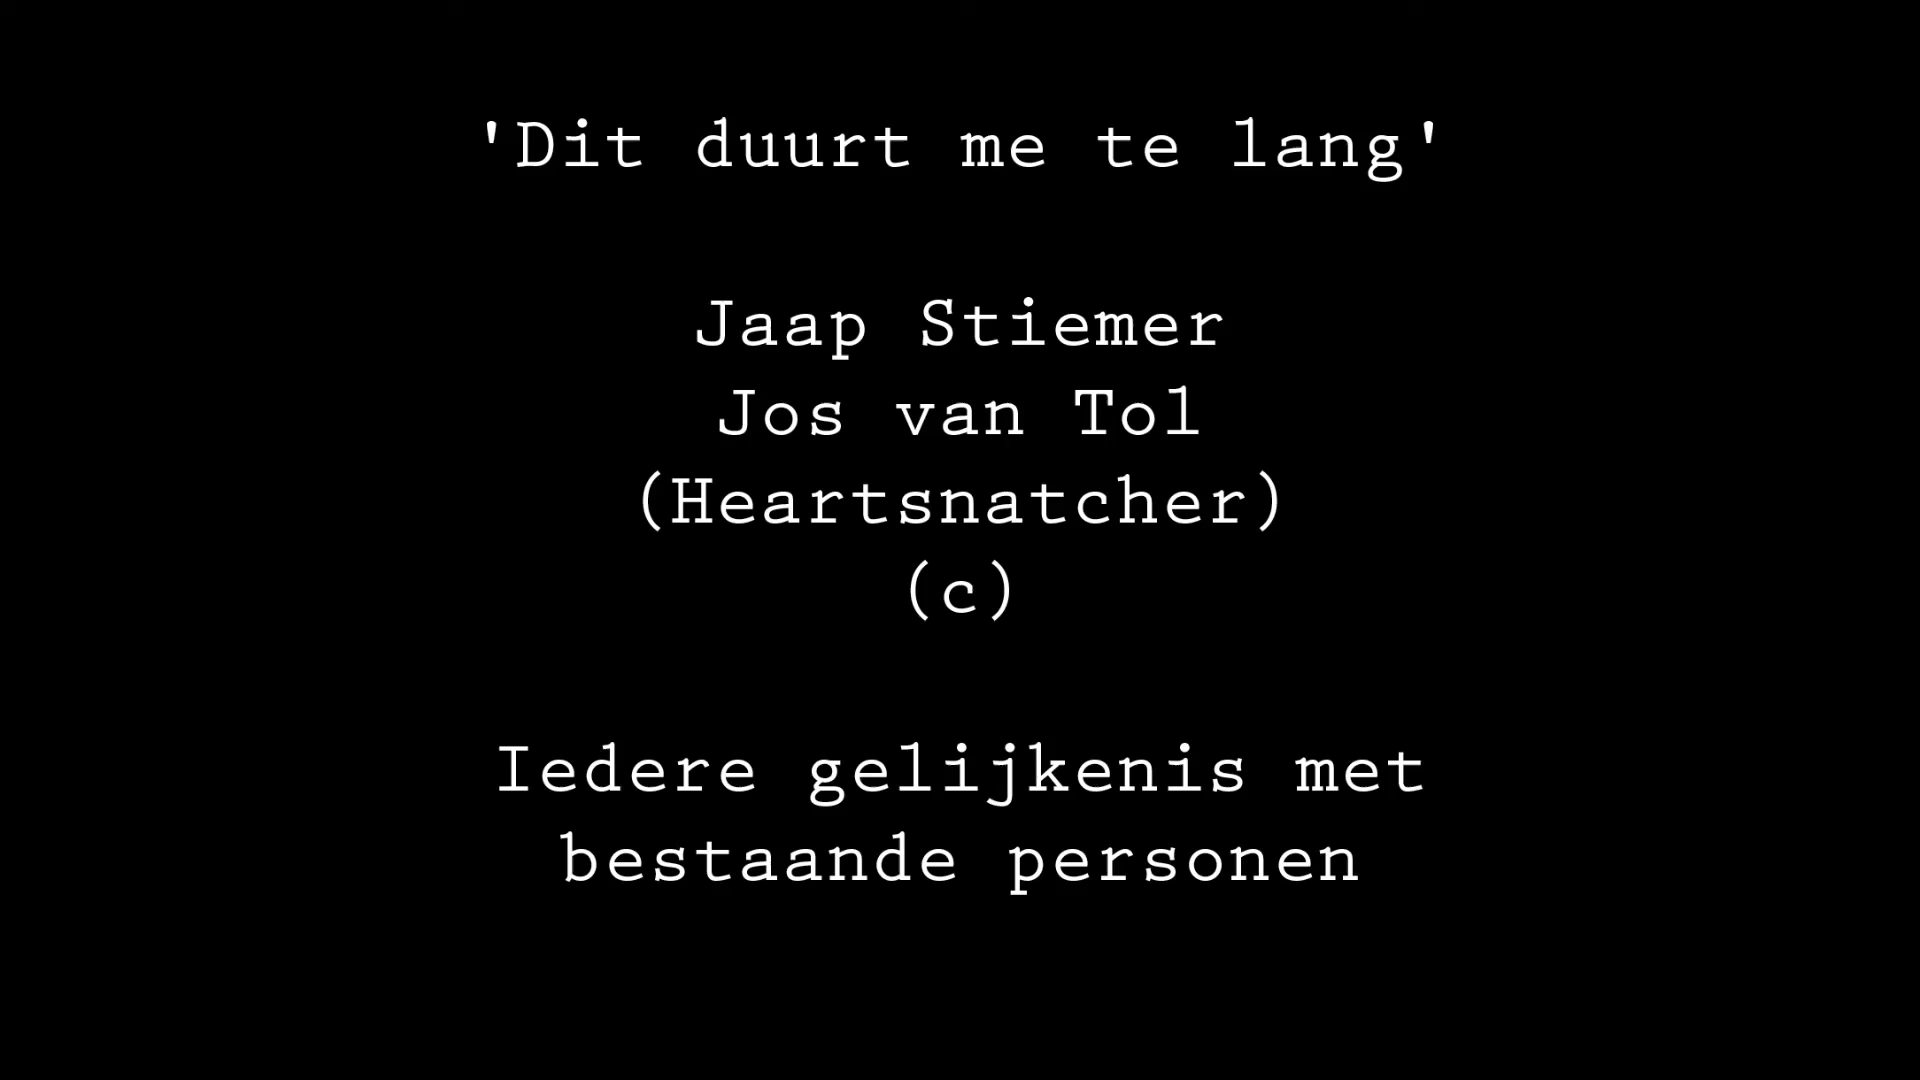 'Dit duurt me te lang'
Jaap Stiemer
Jos van Tol
(Heartsnatcher)
(c)
Iedere gelijkenis met
bestaande personen